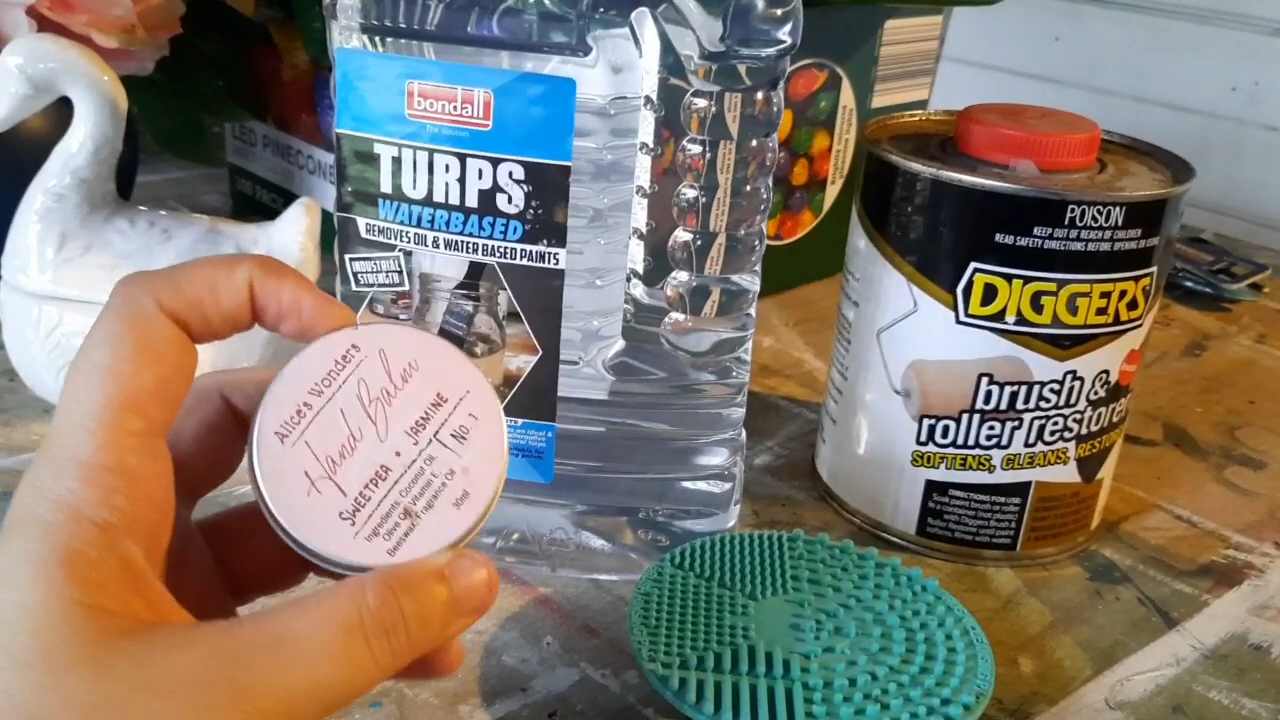 LED PINECONE
100 PACK
bondall
The solution
TURPS
WATERBASED
REMOVES OIL & WATER BASED PAINTS
INDUSTRIAL
STRENGTH
Alice's Wonders
Hand Balm
SWEETPEA • JASMINE
No. 1
Ingredients: Coconut Oil,
Olive Oil, Vitamin E,
Beeswax, Fragrance Oil
30ml
POISON
KEEP OUT OF REACH OF CHILDREN
READ SAFETY DIRECTIONS BEFORE OPENING OR USING
DIGGERS
brush &
roller restorer
SOFTENS, CLEANS,
DIRECTIONS FOR USE:
Soak paint brush or roller
in a container (not plastic)
with Diggers Brush &
Roller Restorer until paint
softens. Rinse with water.